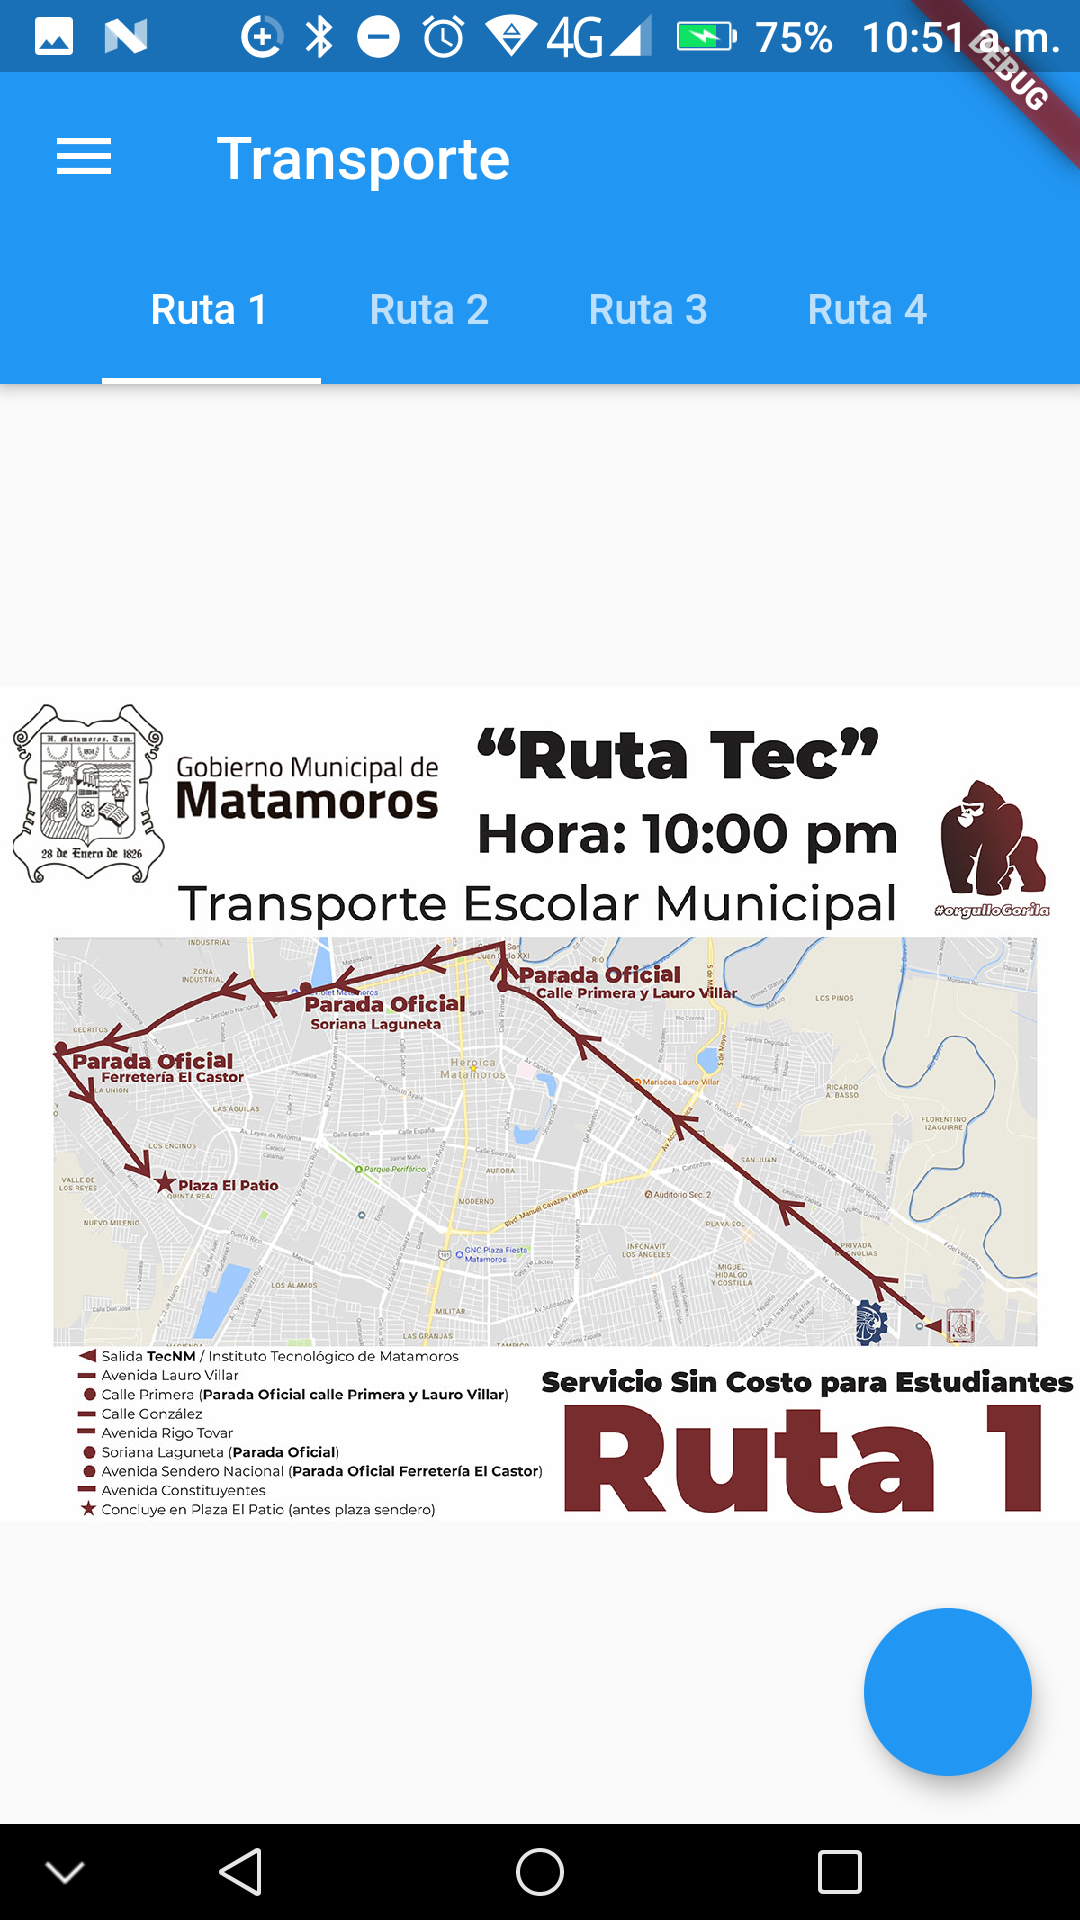 4G 75% 10:51 a.m.
DEBUG
Transporte
Ruta 1 Ruta 2 Ruta 3 Ruta 4
H. Matamoros, Tam.
28 de Enero de 1826
Gobierno Municipal de
Matamoros
“Ruta Tec”
Hora: 10:00 pm
Transporte Escolar Municipal
#orgulloGorila
INDUSTRIAL
ZONA
INDUSTRIAL
Parada Oficial
Calle Primera y Lauro Villar
Parada Oficial
Soriana Laguneta
Parada Oficial
Ferretería El Castor
LA UNION
LAS AGUILAS
LOS ENCINOS
Plaza El Patio
QUINTA REAL
VALLE DE
LOS REYES
NUEVO MILENIO
Heroica
Matamoros
Mariscos Lauro Villar
LOS PINOS
RICARDO
A. BASSO
FLORENTINO
IZAGUIRRE
SAN JUAN
Parque Periférico
AURORA
MODERNO
Auditorio Sec. 2
Blvd. Manuel Cavazos Lerma
PLAYA SOL
INFONAVIT
LOS ANGELES
MIGUEL
HIDALGO
Y COSTILLA
PRIVADA
MAGNOLIAS
GNC Plaza Fiesta
Matamoros
LOS ALAMOS
MILITAR
LAS GRANJAS
Salida TecNM / Instituto Tecnológico de Matamoros
Avenida Lauro Villar
Calle Primera (Parada Oficial calle Primera y Lauro Villar)
Calle González
Avenida Rigo Tovar
Soriana Laguneta (Parada Oficial)
Avenida Sendero Nacional (Parada Oficial Ferretería El Castor)
Avenida Constituyentes
Concluye en Plaza El Patio (antes plaza sendero)
Servicio Sin Costo para Estudiantes
Ruta 1